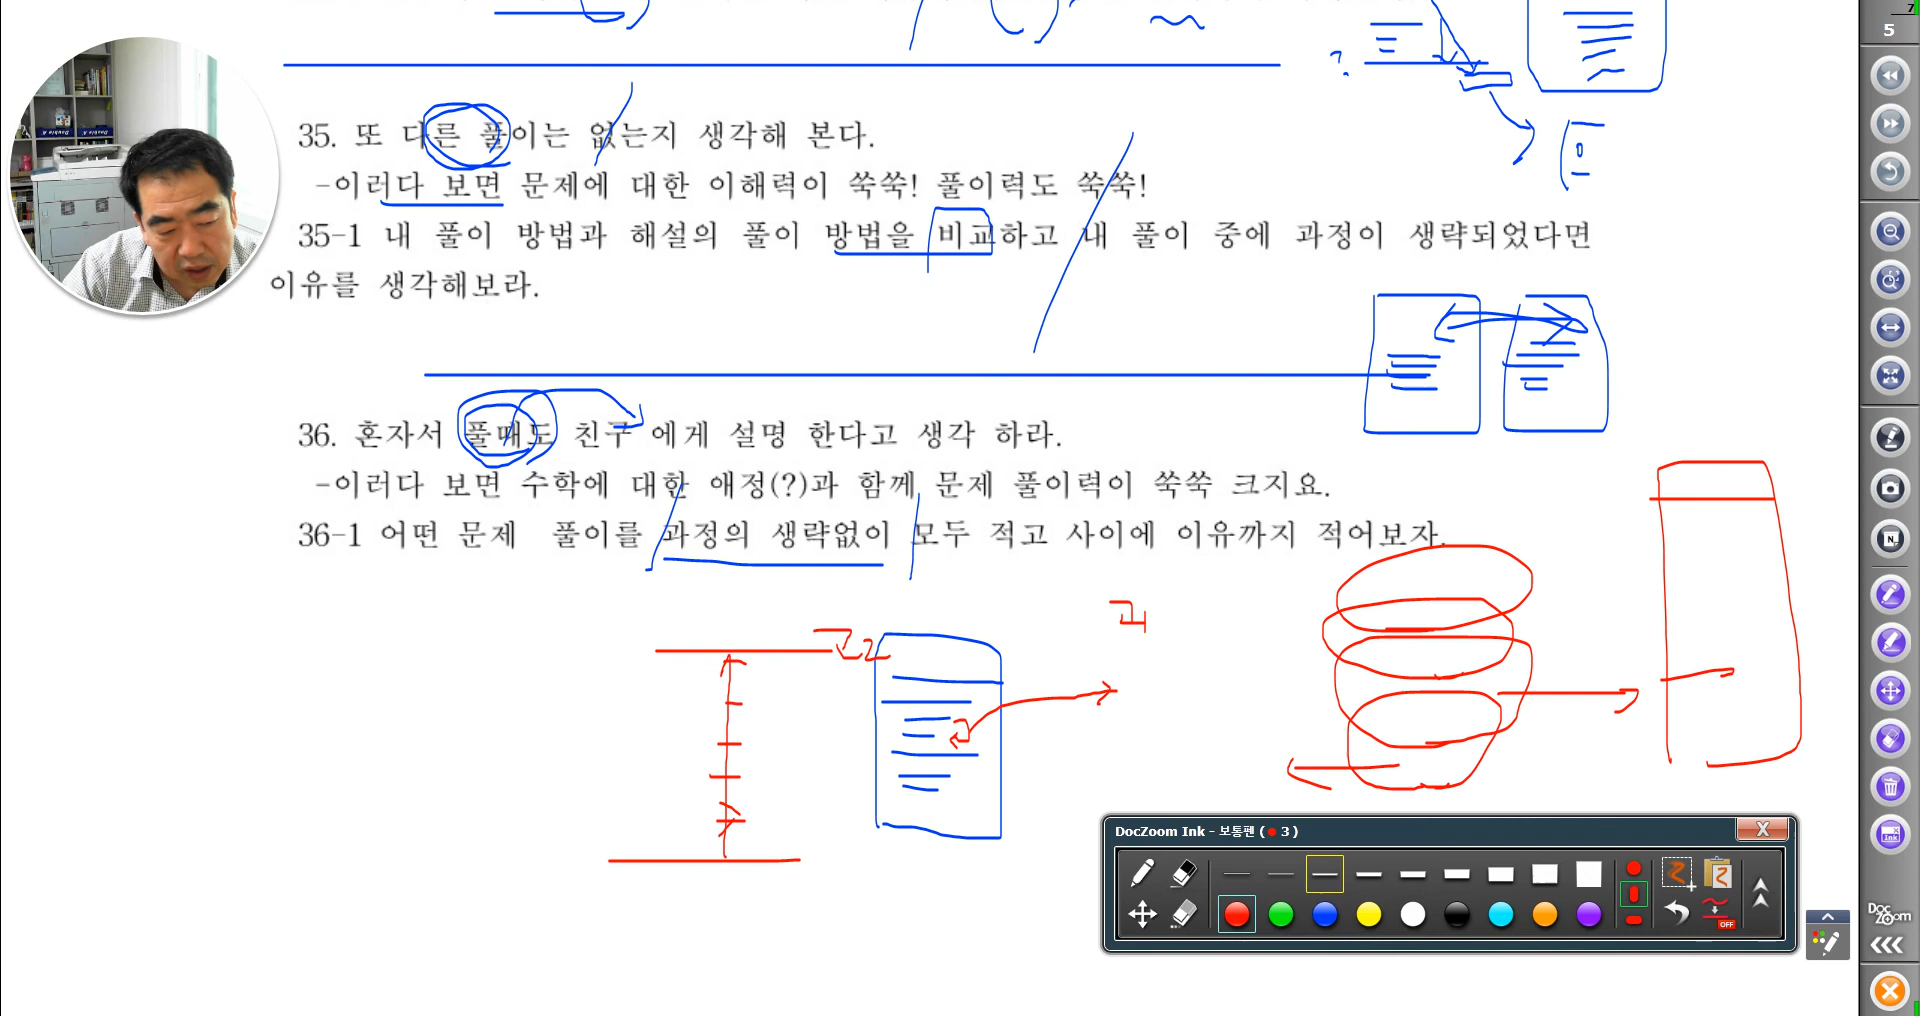 7
5
35. 또 다른 풀이는 없는지 생각해 본다.
-이러다 보면 문제에 대한 이해력이 쑥쑥! 풀이력도 쑥쑥!
35-1 내 풀이 방법과 해설의 풀이 방법을 비교하고 내 풀이 중에 과정이 생략되었다면
이유를 생각해보라.
36. 혼자서 풀때도 친구 에게 설명 한다고 생각 하라.
-이러다 보면 수학에 대한 애정(?)과 함께 문제 풀이력이 쑥쑥 크지요.
36-1 어떤 문제 풀이를 과정의 생략없이 모두 적고 사이에 이유까지 적어보자.
고2
DocZoom Ink - 보통펜 ( 3 )
OFF
Doc
Zoom